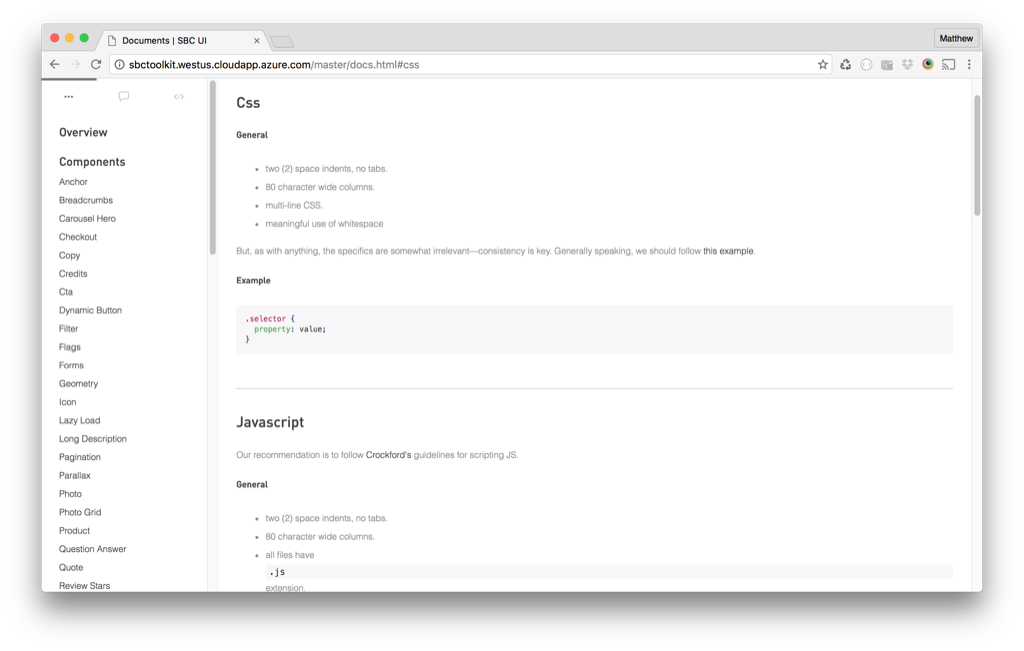 Documents | SBC UI
Matthew
sbctoolkit.westus.cloudapp.azure.com/master/docs.html#css
Overview
Components
Anchor
Breadcrumbs
Carousel Hero
Checkout
Copy
Credits
Cta
Dynamic Button
Filter
Flags
Forms
Geometry
Icon
Lazy Load
Long Description
Pagination
Parallax
Photo
Photo Grid
Product
Question Answer
Quote
Review Stars
Css
General
two (2) space indents, no tabs.
80 character wide columns.
multi-line CSS.
meaningful use of whitespace
But, as with anything, the specifics are somewhat irrelevant—consistency is key. Generally speaking, we should follow this example.
Example
.selector {
  property: value;
}
Javascript
Our recommendation is to follow Crockford's guidelines for scripting JS.
General
two (2) space indents, no tabs.
80 character wide columns.
all files have
.js
extension.